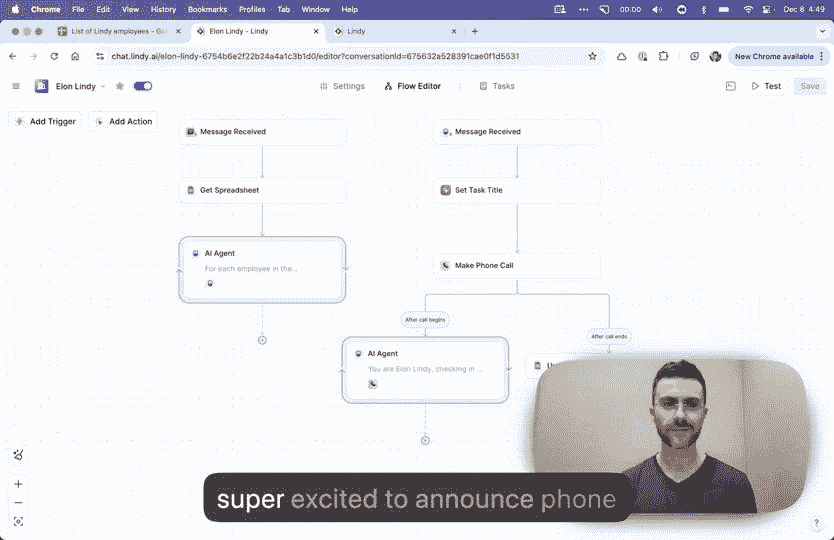 Chrome File Edit View History Bookmarks Profiles Tab Window Help 00:00 Dec 8 4:49
List of Lindy employees - Go
Elon Lindy - Lindy
Lindy
chat.lindy.ai/elon-lindy-6754b6e2f22b24a4a1c3b1d0/editor?conversationId=675632a528391cae0f1d5531
New Chrome available
Elon Lindy
Settings
Flow Editor
Tasks
Test
Save
Add Trigger
Add Action
Message Received
Message Received
Get Spreadsheet
Set Task Title
AI Agent
For each employee in the...
Make Phone Call
After call begins
After call ends
AI Agent
You are Elon Lindy, checking in ...
super excited to announce phone
?